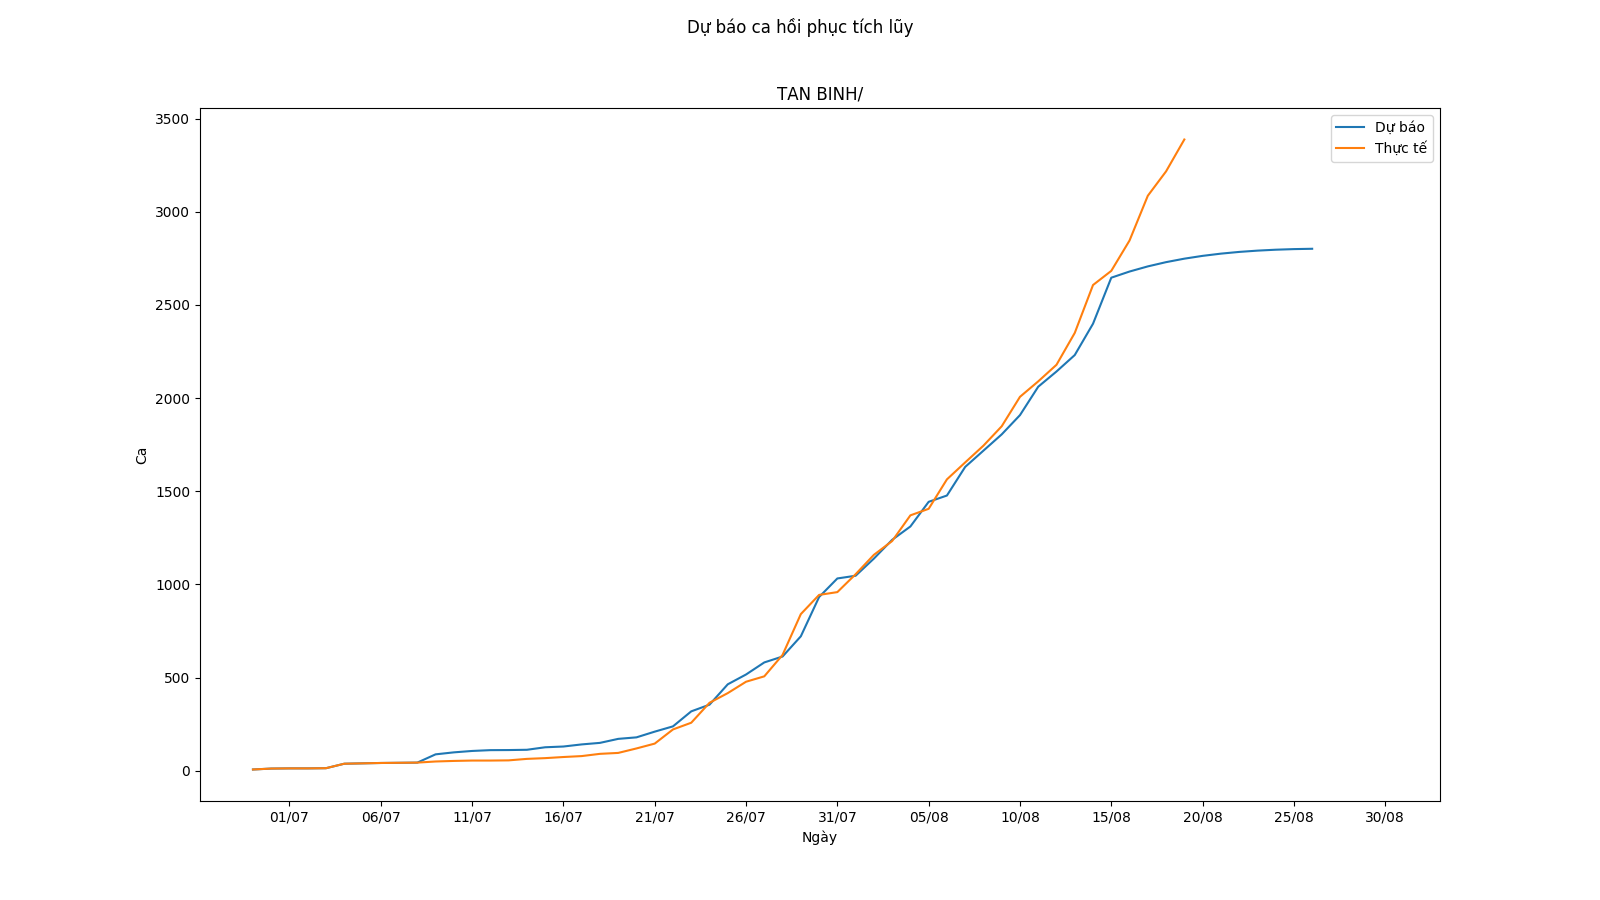 Dự báo ca hồi phục tích lũy
TAN BINH/
Dự báo
Thực tế
3500
3000
2500
2000
1500
1000
500
0
Ca
01/07 06/07 11/07 16/07 21/07 26/07 31/07 05/08 10/08 15/08 20/08 25/08 30/08
Ngày